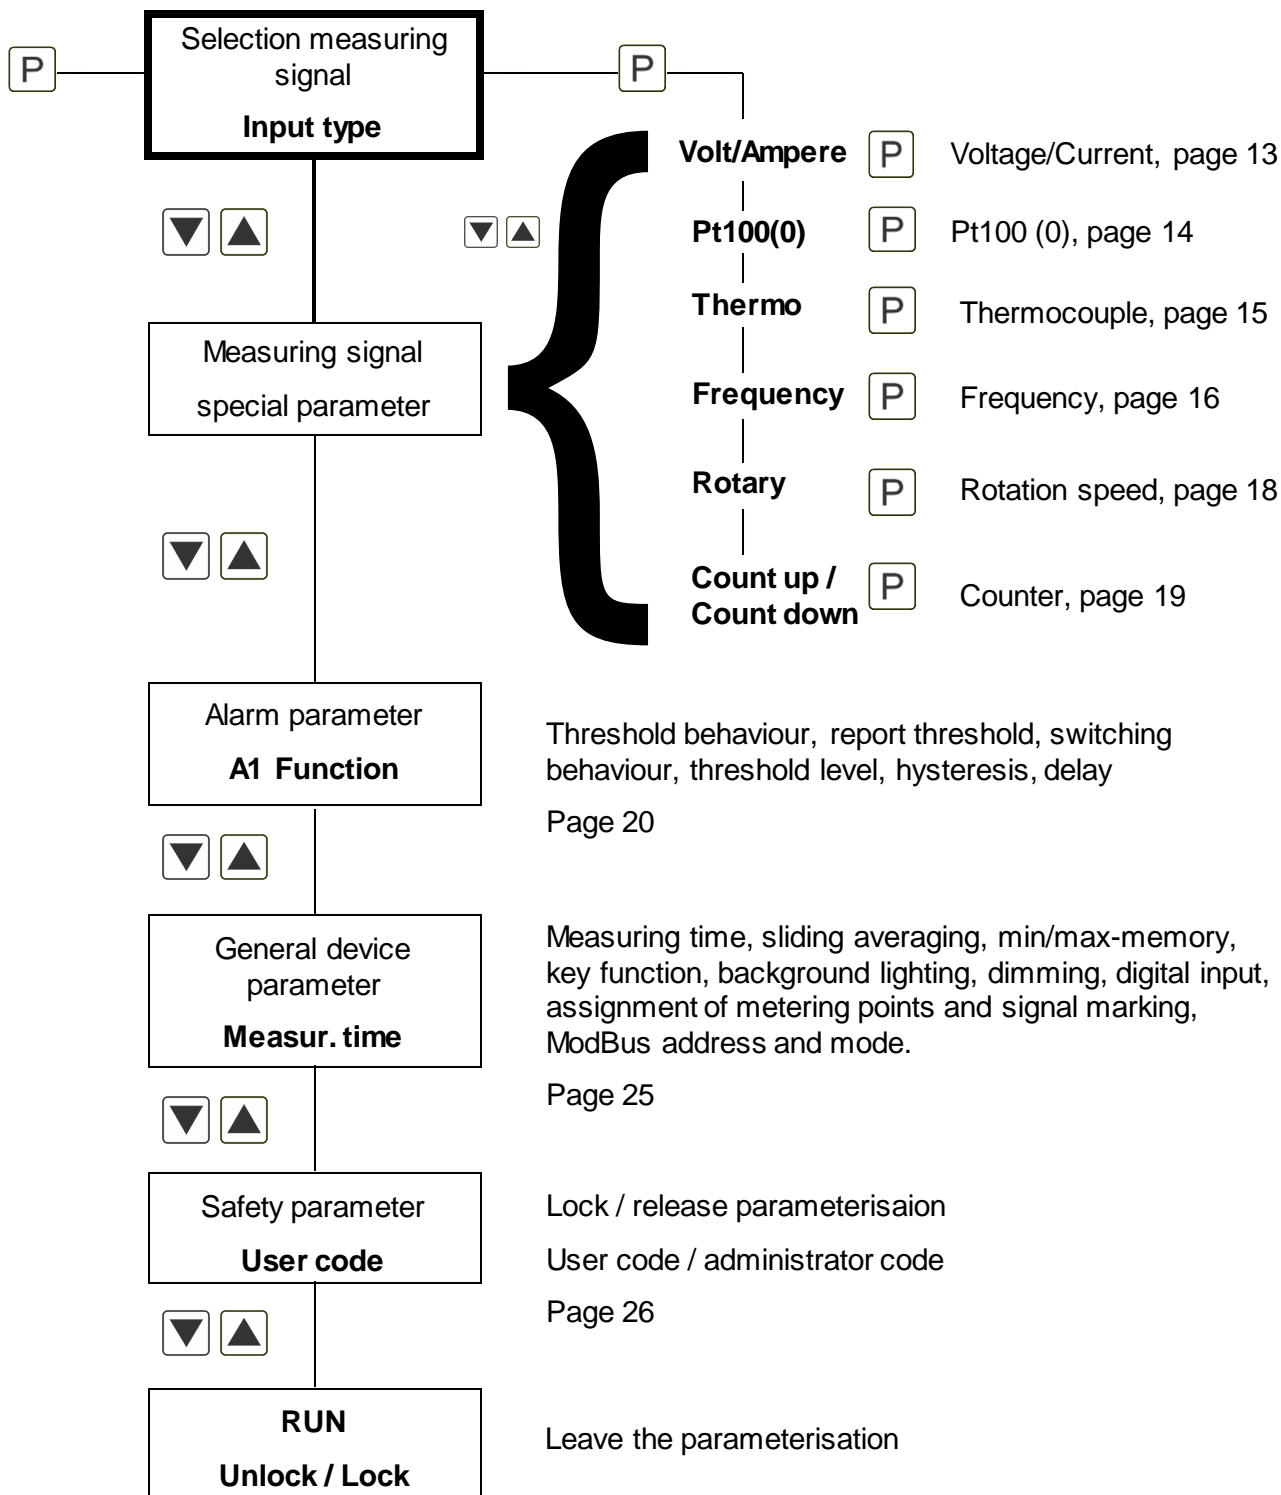 P
Selection measuring
signal
Input type
P
Volt/Ampere
P
Voltage/Current, page 13
Pt100(0)
P
Pt100 (0), page 14
Thermo
P
Thermocouple, page 15
Measuring signal
special parameter
Frequency
P
Frequency, page 16
Rotary
P
Rotation speed, page 18
Count up /
Count down
P
Counter, page 19
Alarm parameter
A1 Function
Threshold behaviour, report threshold, switching
behaviour, threshold level, hysteresis, delay
Page 20
General device
parameter
Measur. time
Measuring time, sliding averaging, min/max-memory,
key function, background lighting, dimming, digital input,
assignment of metering points and signal marking,
ModBus address and mode.
Page 25
Safety parameter
User code
Lock / release parameterisaion
User code / administrator code
Page 26
RUN
Unlock / Lock
Leave the parameterisation